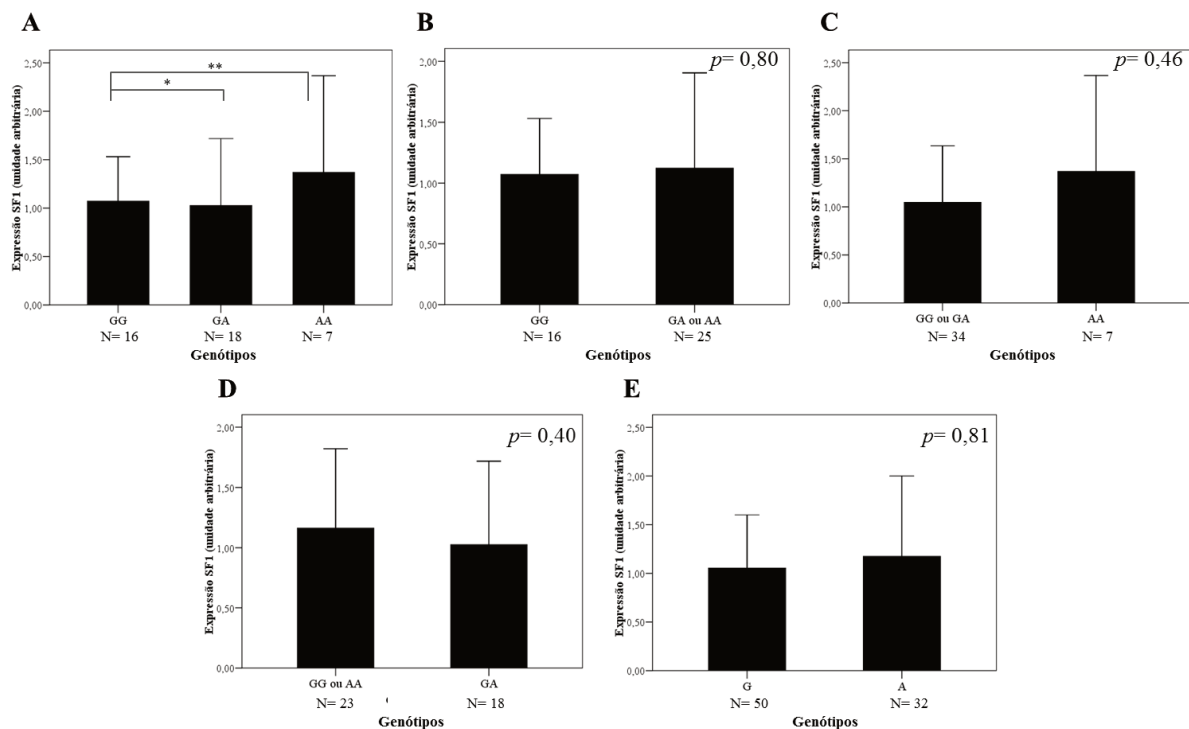 A
Expressão SF1 (unidade arbitrária)
2,50
2,00
1,50
1,00
0,50
0,00
**
*
GG
GA
AA
N= 16
N= 18
N= 7
Genótipos
B
p= 0,80
Expressão SF1 (unidade arbitrária)
2,00
1,50
1,00
0,50
0,00
GG
GA ou AA
N= 16
N= 25
Genótipos
C
p= 0,46
Expressão SF1 (unidade arbitrária)
2,50
2,00
1,50
1,00
0,50
0,00
GG ou GA
AA
N= 34
N= 7
Genótipos
D
p= 0,40
Expressão SF1 (unidade arbitrária)
2,00
1,50
1,00
0,50
0,00
GG ou AA
GA
N= 23
N= 18
Genótipos
E
p= 0,81
Expressão SF1 (unidade arbitrária)
2,50
2,00
1,50
1,00
0,50
0,00
G
A
N= 50
N= 32
Genótipos